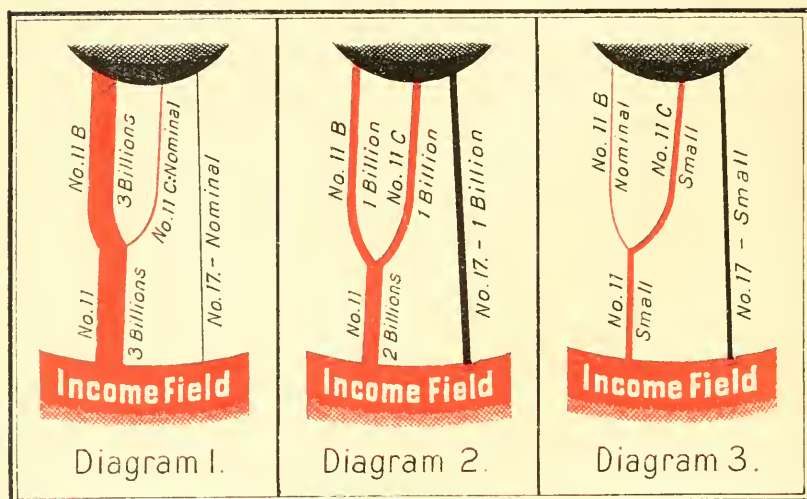 No. 11 B
3 Billions
No. 11 C: Nominal
No. 17. - Nominal
No. 11
3 Billions
Income Field
Diagram 1.
No. 11 B
1 Billion
No. 11 C
1 Billion
No. 17. - 1 Billion
No. 11
2 Billions
Income Field
Diagram 2.
No. 11 B
Nominal
No. 11 C
Small
No. 17 - Small
No. 11
Small
Income Field
Diagram 3.